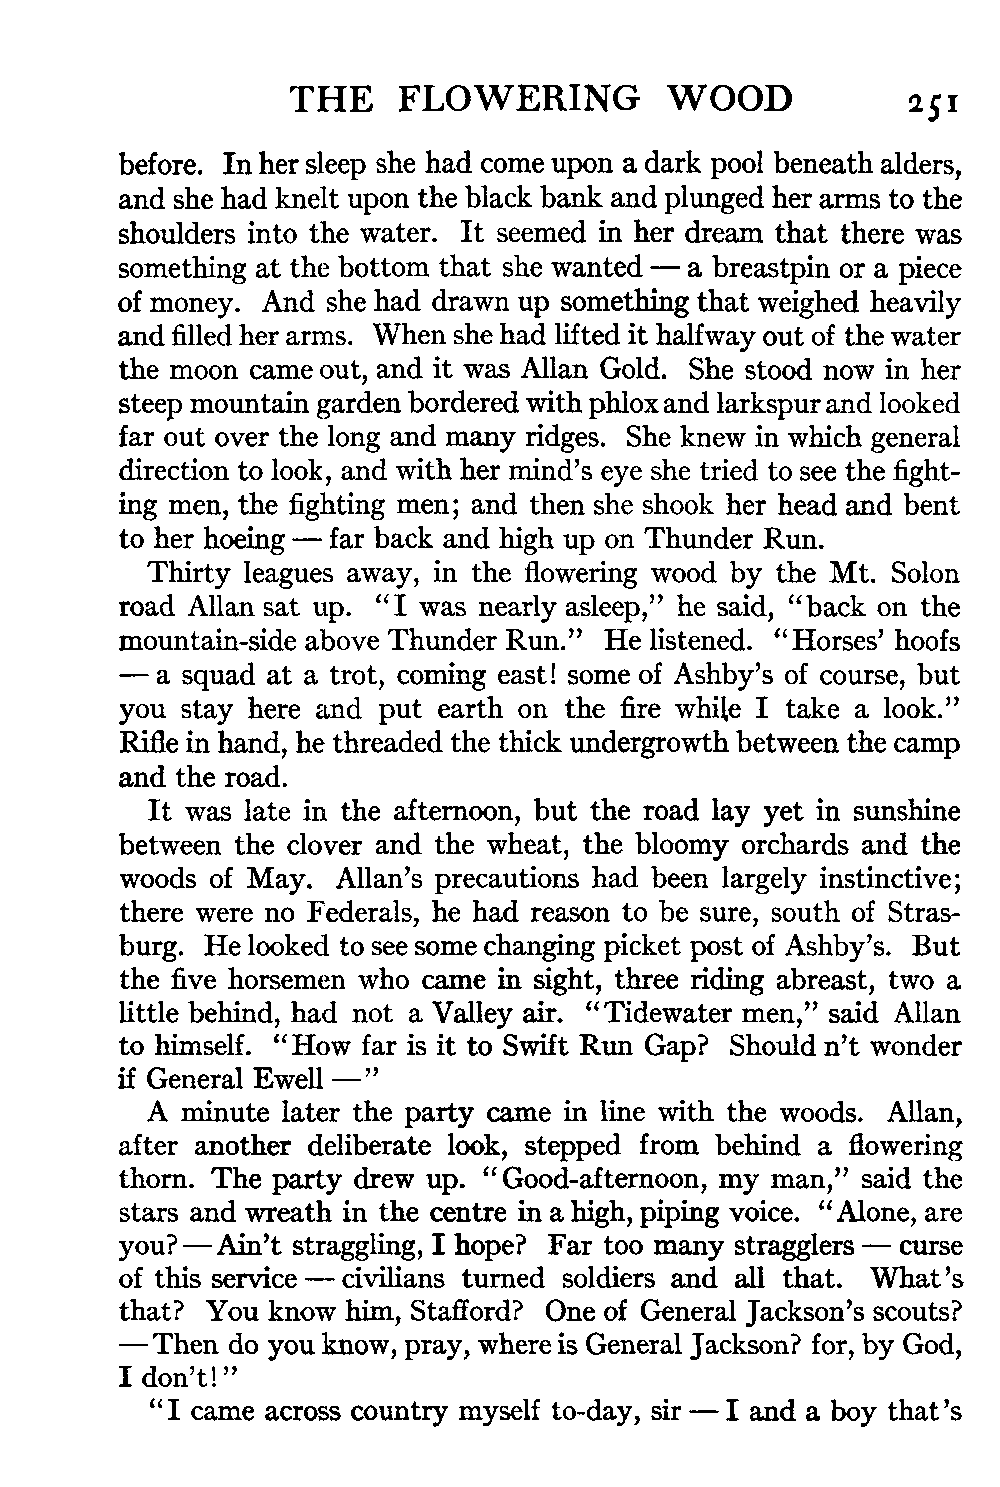 THE FLOWERING WOOD 251
before. In her sleep she had come upon a dark pool beneath alders,
and she had knelt upon the black bank and plunged her arms to the
shoulders into the water. It seemed in her dream that there was
something at the bottom that she wanted — a breastpin or a piece
of money. And she had drawn up something that weighed heavily
and filled her arms. When she had lifted it halfway out of the water
the moon came out, and it was Allan Gold. She stood now in her
steep mountain garden bordered with phlox and larkspur and looked
far out over the long and many ridges. She knew in which general
direction to look, and with her mind's eye she tried to see the fight-
ing men, the fighting men; and then she shook her head and bent
to her hoeing — far back and high up on Thunder Run.
Thirty leagues away, in the flowering wood by the Mt. Solon
road Allan sat up. "I was nearly asleep," he said, "back on the
mountain-side above Thunder Run." He listened. "Horses' hoofs
— a squad at a trot, coming east! some of Ashby's of course, but
you stay here and put earth on the fire while I take a look."
Rifle in hand, he threaded the thick undergrowth between the camp
and the road.
It was late in the afternoon, but the road lay yet in sunshine
between the clover and the wheat, the bloomy orchards and the
woods of May. Allan's precautions had been largely instinctive;
there were no Federals, he had reason to be sure, south of Stras-
burg. He looked to see some changing picket post of Ashby's. But
the five horsemen who came in sight, three riding abreast, two a
little behind, had not a Valley air. "Tidewater men," said Allan
to himself. "How far is it to Swift Run Gap? Should n't wonder
if General Ewell —"
A minute later the party came in line with the woods. Allan,
after another deliberate look, stepped from behind a flowering
thorn. The party drew up. "Good-afternoon, my man," said the
stars and wreath in the centre in a high, piping voice. "Alone, are
you? — Ain't straggling, I hope? Far too many stragglers — curse
of this service — civilians turned soldiers and all that. What's
that? You know him, Stafford? One of General Jackson's scouts?
— Then do you know, pray, where is General Jackson? for, by God,
I don't!"
"I came across country myself to-day, sir — I and a boy that's